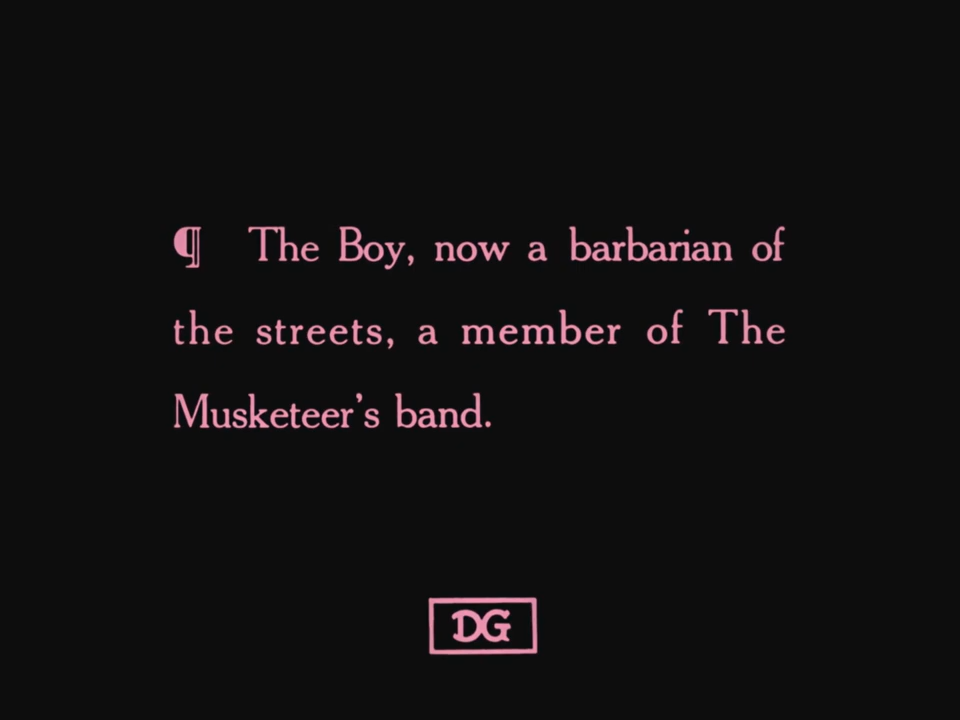 ¶ The Boy, now a barbarian of
the streets, a member of The
Musketeer's band.
DG